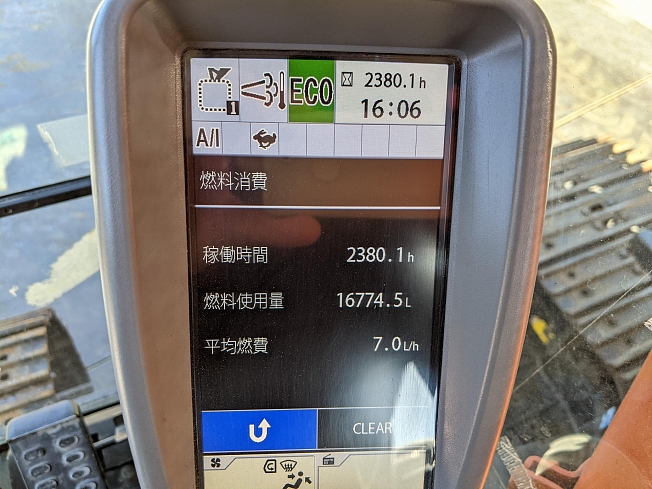 1
ECO
2380.1h
16:06
A/I
燃料消費
稼働時間 2380.1h
燃料使用量 16774.5L
平均燃費 7.0L/h
CLEAR